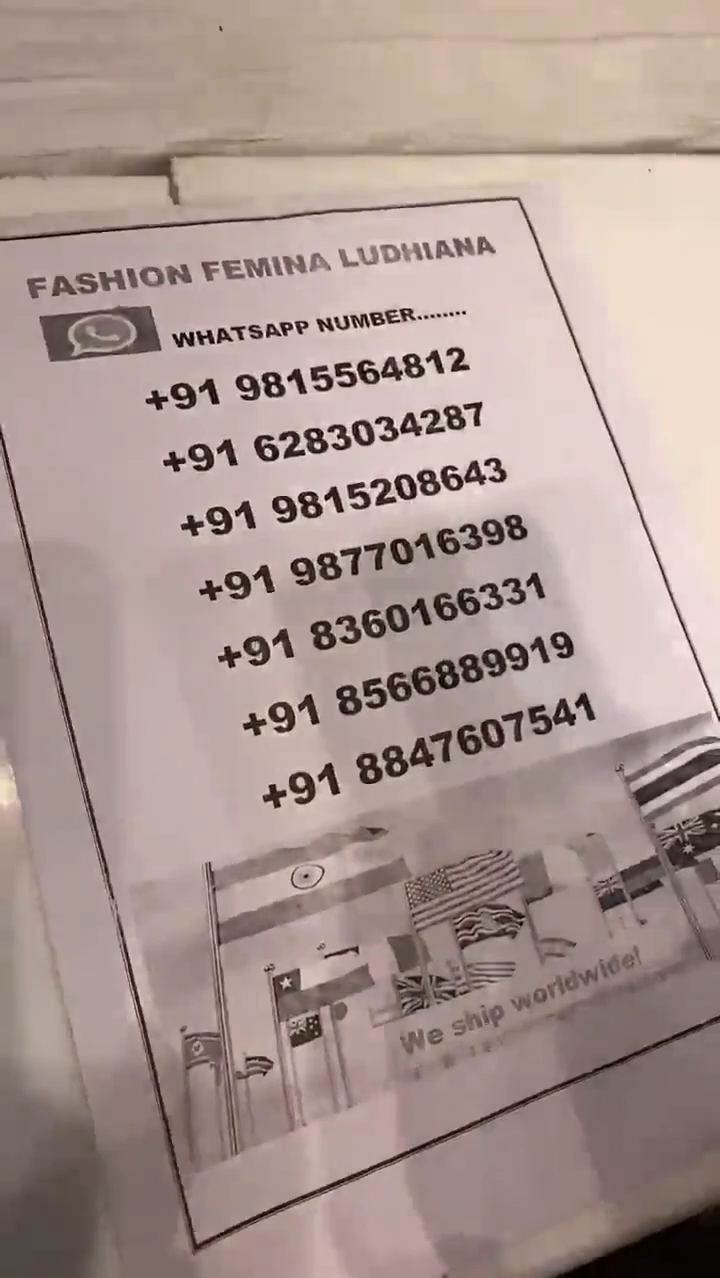 FASHION FEMINA LUDHIANA
WHATSAPP NUMBER........
+91 9815564812
+91 6283034287
+91 9815208643
+91 9877016398
+91 8360166331
+91 8566889919
+91 8847607541
We ship worldwide!